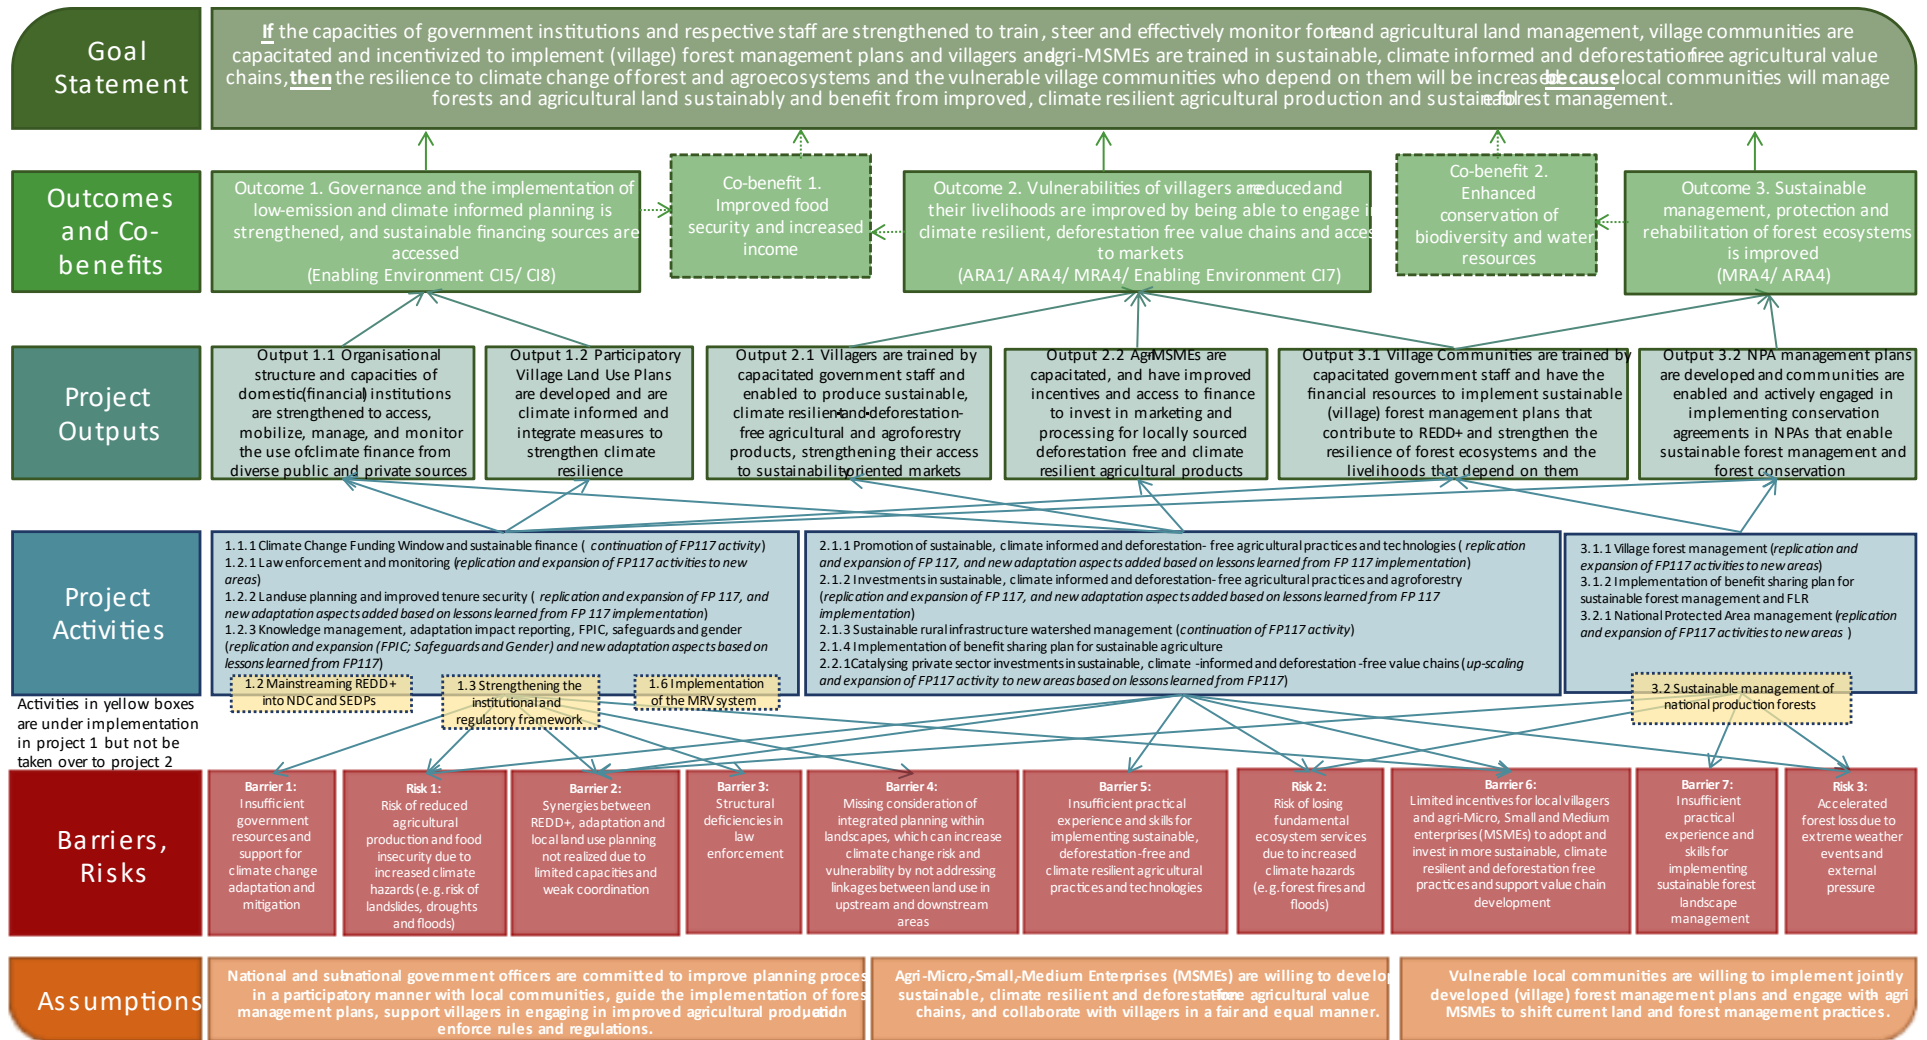 Goal
Statement
If the capacities of government institutions and respective staff are strengthened to train, steer and effectively monitor forest and agricultural land management, village communities are
capacitated and incentivized to implement (village) forest management plans and villagers and agri-MSMEs are trained in sustainable, climate informed and deforestation-free agricultural value
chains, then the resilience to climate change of forest and agroecosystems and the vulnerable village communities who depend on them will be increased because local communities will manage
forests and agricultural land sustainably and benefit from improved, climate resilient agricultural production and sustainable forest management.
Outcomes
and Co-
benefits
Outcome 1. Governance and the implementation of
low-emission and climate informed planning is
strengthened, and sustainable financing sources are
accessed
(Enabling Environment CI5/ CI8)
Co-benefit 1.
Improved food
security and increased
income
Outcome 2. Vulnerabilities of villagers are reduced and
their livelihoods are improved by being able to engage in
climate resilient, deforestation free value chains and access
to markets
(ARA1/ ARA4/ MRA4/ Enabling Environment CI7)
Co-benefit 2.
Enhanced
conservation of
biodiversity and water
resources
Outcome 3. Sustainable
management, protection and
rehabilitation of forest ecosystems
is improved
(MRA4/ ARA4)
Project
Outputs
Output 1.1 Organisational
structure and capacities of
domestic (financial) institutions
are strengthened to access,
mobilize, manage, and monitor
the use of climate finance from
diverse public and private sources
Output 1.2 Participatory
Village Land Use Plans
are developed and are
climate informed and
integrate measures to
strengthen climate
resilience
Output 2.1 Villagers are trained by
capacitated government staff and
enabled to produce sustainable,
climate resilient and deforestation-
free agricultural and agroforestry
products, strengthening their access
to sustainability-oriented markets
Output 2.2 Agri-MSMEs are
capacitated, and have improved
incentives and access to finance
to invest in marketing and
processing for locally sourced
deforestation free and climate
resilient agricultural products
Output 3.1 Village Communities are trained by
capacitated government staff and have the
financial resources to implement sustainable
(village) forest management plans that
contribute to REDD+ and strengthen the
resilience of forest ecosystems and the
livelihoods that depend on them
Output 3.2 NPA management plans
are developed and communities are
enabled and actively engaged in
implementing conservation
agreements in NPAs that enable
sustainable forest management and
forest conservation
Project
Activities
1.1.1 Climate Change Funding Window and sustainable finance ( continuation of FP117 activity)
1.2.1 Law enforcement and monitoring (replication and expansion of FP117 activities to new
areas)
1.2.2 Land use planning and improved tenure security ( replication and expansion of FP 117, and
new adaptation aspects added based on lessons learned from FP 117 implementation)
1.2.3 Knowledge management, adaptation impact reporting, FPIC, safeguards and gender
(replication and expansion (FPIC; Safeguards and Gender) and new adaptation aspects based on
lessons learned from FP117)
2.1.1 Promotion of sustainable, climate informed and deforestation- free agricultural practices and technologies ( replication
and expansion of FP 117, and new adaptation aspects added based on lessons learned from FP 117 implementation)
2.1.2 Investments in sustainable, climate informed and deforestation- free agricultural practices and agroforestry
(replication and expansion of FP 117, and new adaptation aspects added based on lessons learned from FP 117
implementation)
2.1.3 Sustainable rural infrastructure watershed management (continuation of FP117 activity)
2.1.4 Implementation of benefit sharing plan for sustainable agriculture
2.2.1Catalysing private sector investments in sustainable, climate -informed and deforestation -free value chains (up-scaling
and expansion of FP117 activity to new areas based on lessons learned from FP117)
3.1.1 Village forest management (replication and
expansion of FP117 activities to new areas)
3.1.2 Implementation of benefit sharing plan for
sustainable forest management and FLR
3.2.1 National Protected Area management (replication
and expansion of FP117 activities to new areas )
1.2 Mainstreaming REDD+
into NDC and SEDPs
1.3 Strengthening the
institutional and
regulatory framework
1.6 Implementation
of the MRV system
3.2 Sustainable management of
national production forests
Activities in yellow boxes
are under implementation
in project 1 but not be
taken over to project 2
Barriers,
Risks
Barrier 1:
Insufficient
government
resources and
support for
climate change
adaptation and
mitigation
Risk 1:
Risk of reduced
agricultural
production and food
insecurity due to
increased climate
hazards (e.g. risk of
landslides, droughts
and floods)
Barrier 2:
Synergies between
REDD+, adaptation and
local land use planning
not realized due to
limited capacities and
weak coordination
Barrier 3:
Structural
deficiencies in
law
enforcement
Barrier 4:
Missing consideration of
integrated planning within
landscapes, which can increase
climate change risk and
vulnerability by not addressing
linkages between land use in
upstream and downstream
areas
Barrier 5:
Insufficient practical
experience and skills for
implementing sustainable,
deforestation-free and
climate resilient agricultural
practices and technologies
Risk 2:
Risk of losing
fundamental
ecosystem services
due to increased
climate hazards
(e.g. forest fires and
floods)
Barrier 6:
Limited incentives for local villagers
and agri-Micro, Small and Medium
enterprises (MSMEs) to adopt and
invest in more sustainable, climate
resilient and deforestation free
practices and support value chain
development
Barrier 7:
Insufficient
practical
experience and
skills for
implementing
sustainable forest
landscape
management
Risk 3:
Accelerated
forest loss due to
extreme weather
events and
external
pressure
Assumptions
National and subnational government officers are committed to improve planning proces
in a participatory manner with local communities, guide the implementation of fores
management plans, support villagers in engaging in improved agricultural production and
enforce rules and regulations.
Agri-Micro,-Small,-Medium Enterprises (MSMEs) are willing to develop
sustainable, climate resilient and deforestation-free agricultural value
chains, and collaborate with villagers in a fair and equal manner.
Vulnerable local communities are willing to implement jointly
developed (village) forest management plans and engage with agri-
MSMEs to shift current land and forest management practices.